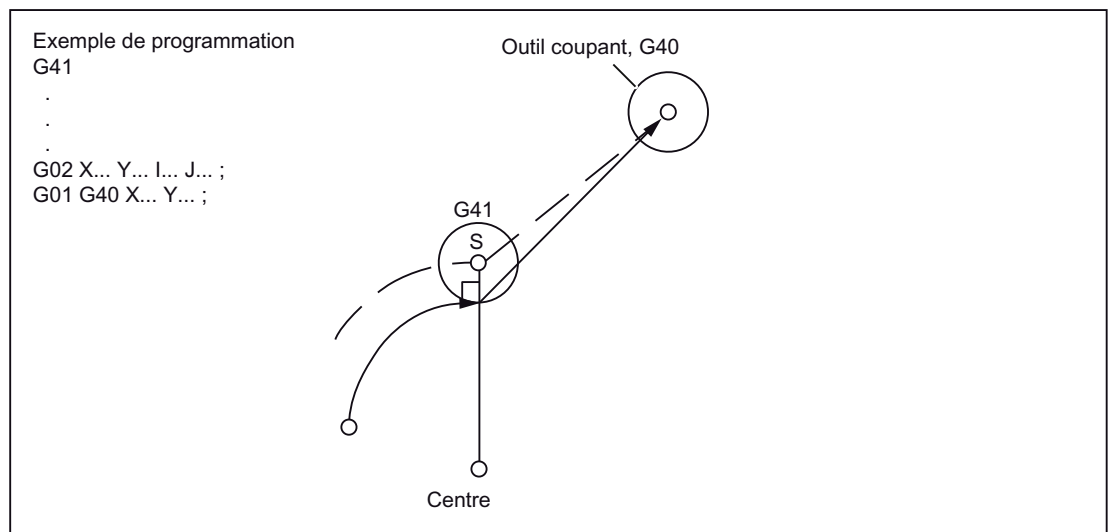 Exemple de programmation
G41
.
.
.
G02 X... Y... I... J... ;
G01 G40 X... Y... ;
Outil coupant, G40
G41
S
Centre